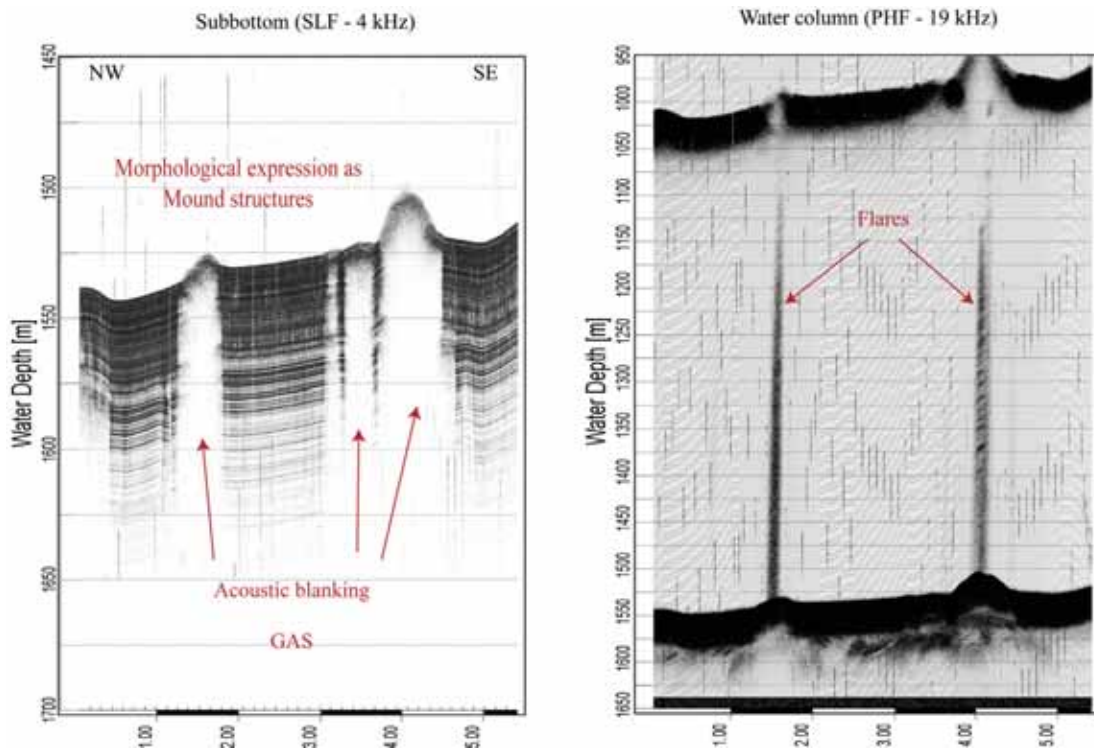 Subbottom (SLF - 4 kHz)
NW
SE
Morphological expression as
Mound structures
Acoustic blanking
GAS
Water Depth [m]
1450
1500
1550
1600
1650
1700
1.00
2.00
3.00
4.00
5.00
Water column (PHF - 19 kHz)
Flares
Water Depth [m]
950
1000
1050
1100
1150
1200
1250
1300
1350
1400
1450
1500
1550
1600
1650
1.00
2.00
3.00
4.00
5.00